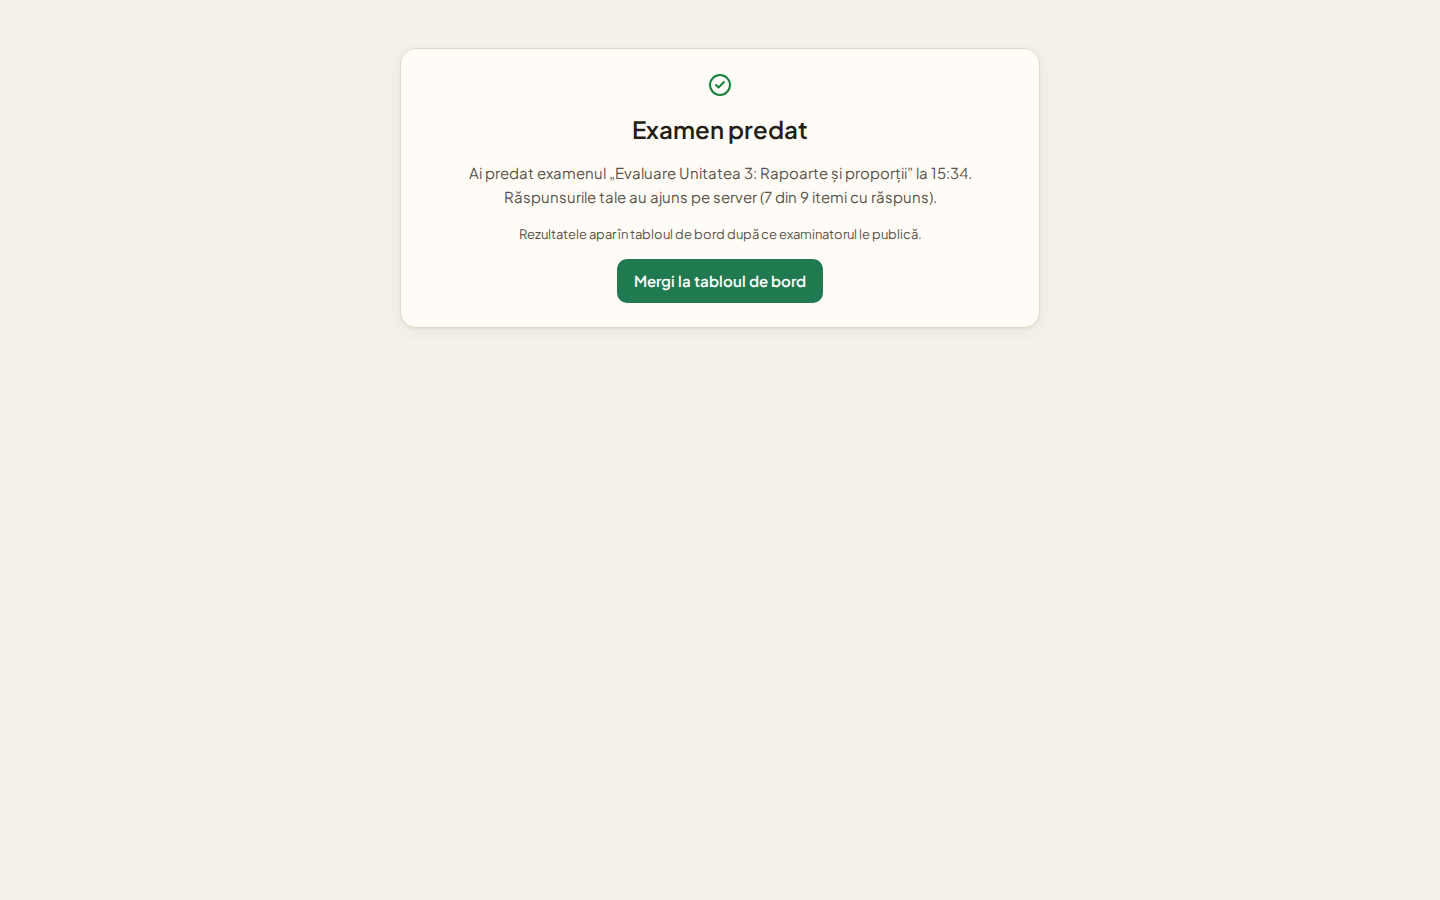 Examen predat
Ai predat examenul „Evaluare Unitatea 3: Rapoarte și proporții” la 15:34.
Răspunsurile tale au ajuns pe server (7 din 9 itemi cu răspuns).
Rezultatele apar în tabloul de bord după ce examinatorul le publică.
Mergi la tabloul de bord